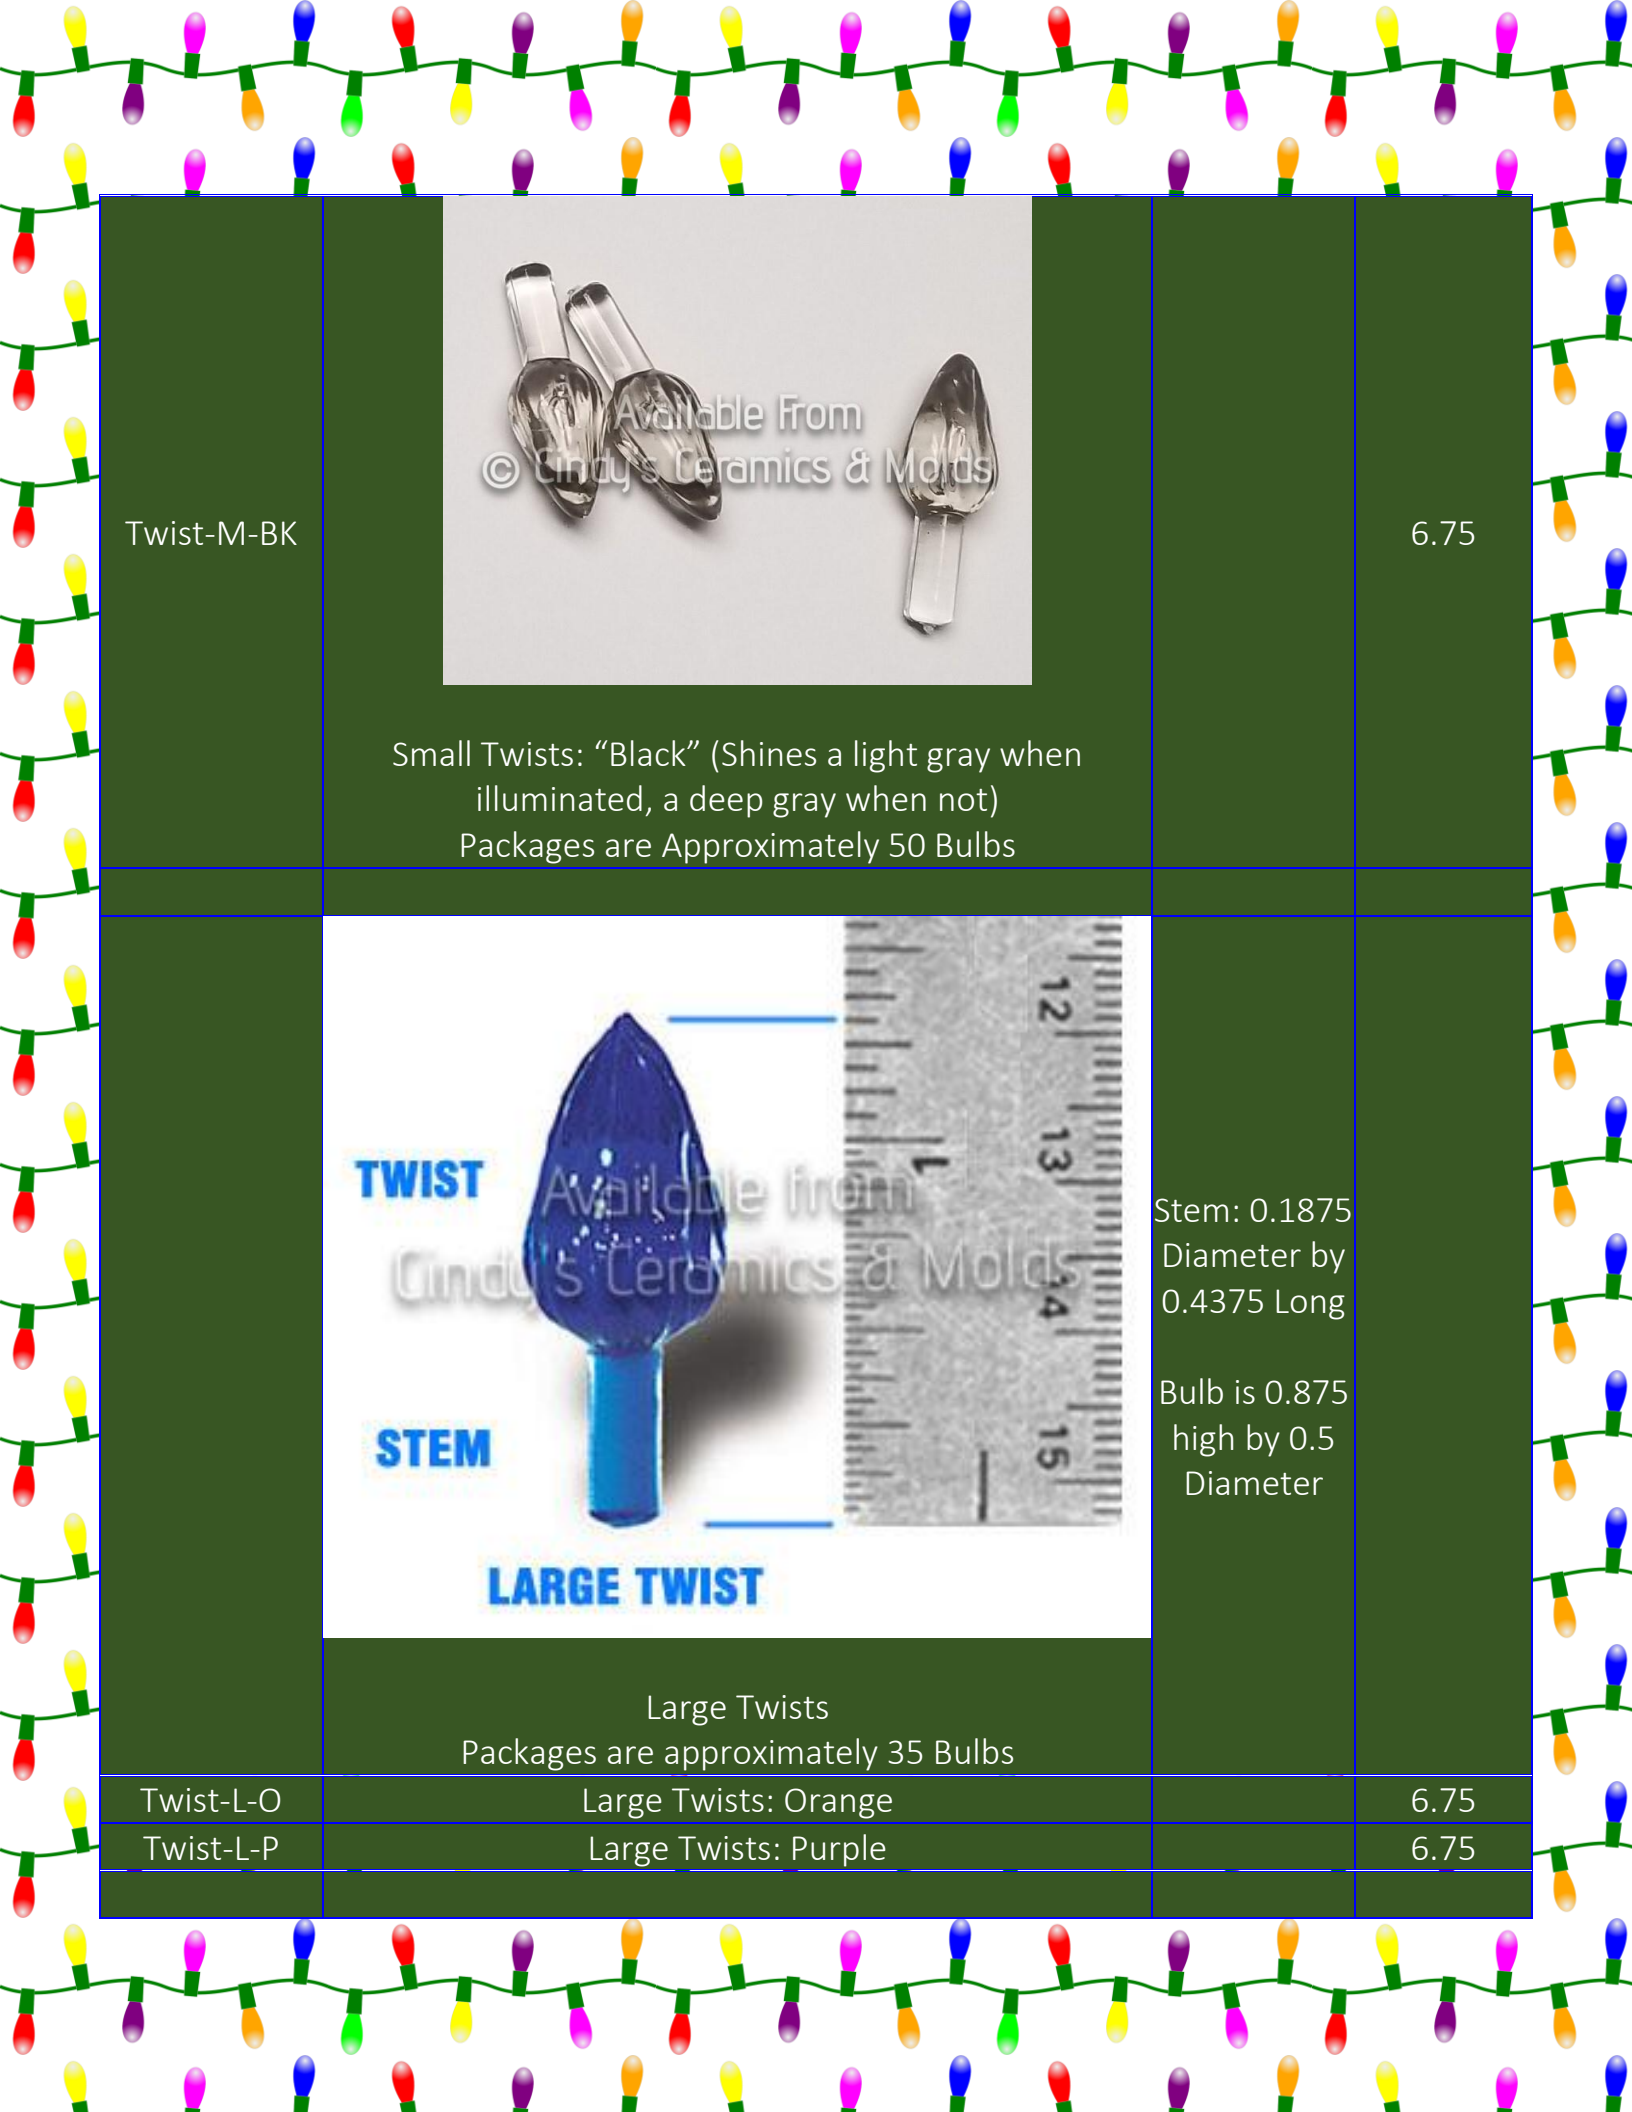 Available From
© Cindy's Ceramics & Molds
Twist-M-BK
6.75
Small Twists: “Black” (Shines a light gray when
illuminated, a deep gray when not)
Packages are Approximately 50 Bulbs
12
1
13
TWIST
Available from
Cindy's Ceramics & Molds
14
STEM
15
LARGE TWIST
Stem: 0.1875
Diameter by
0.4375 Long
Bulb is 0.875
high by 0.5
Diameter
Large Twists
Packages are approximately 35 Bulbs
Twist-L-O
Large Twists: Orange
6.75
Twist-L-P
Large Twists: Purple
6.75